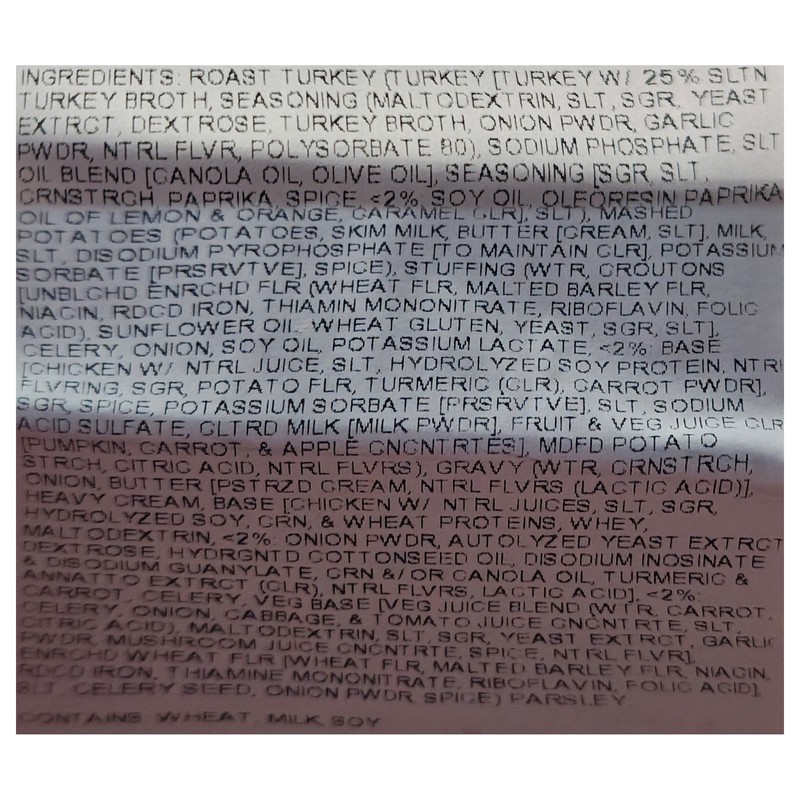 INGREDIENTS: ROAST TURKEY (TURKEY [TURKEY W/ 25% SLTN
TURKEY BROTH, SEASONING (MALTODEXTRIN, SLT, SGR, YEAST
EXTRCT, DEXTROSE, TURKEY BROTH, ONION PWDR, GARLIC
PWDR, NTRL FLVR, POLYSORBATE 80), SODIUM PHOSPHATE, SLT
OIL BLEND [CANOLA OIL, OLIVE OIL], SEASONING [SGR, SLT,
CRNSTRCH, PAPRIKA, SPICE, <2%: SOY OIL, OLEORESIN PAPRIKA
OIL OF LEMON & ORANGE, CARAMEL CLR], SLT), MASHED
POTATOES (POTATOES, SKIM MILK, BUTTER [CREAM, SLT], MILK,
SLT, DISODIUM PYROPHOSPHATE [TO MAINTAIN CLR], POTASSIUM
SORBATE [PRSRVTVE], SPICE), STUFFING (WTR, CROUTONS
[UNBLCHD ENRCHD FLR (WHEAT FLR, MALTED BARLEY FLR,
NIACIN, RDCD IRON, THIAMIN MONONITRATE, RIBOFLAVIN, FOLIC
ACID), SUNFLOWER OIL, WHEAT GLUTEN, YEAST, SGR, SLT],
CELERY, ONION, SOY OIL, POTASSIUM LACTATE, <2%: BASE
[CHICKEN W/ NTRL JUICE, SLT, HYDROLYZED SOY PROTEIN, NTRL
FLVRING, SGR, POTATO FLR, TURMERIC (CLR), CARROT PWDR],
SGR, SPICE, POTASSIUM SORBATE [PRSRVTVE], SLT, SODIUM
ACID SULFATE, CLTRD MILK [MILK PWDR], FRUIT & VEG JUICE CLR
[PUMPKIN, CARROT, & APPLE CNCNTRTES], MDFD POTATO
STRCH, CITRIC ACID, NTRL FLVRS), GRAVY (WTR, CRNSTRCH,
ONION, BUTTER [PSTRZD CREAM, NTRL FLVRS (LACTIC ACID)],
HEAVY CREAM, BASE [CHICKEN W/ NTRL JUICES, SLT, SGR,
HYDROLYZED SOY, CRN, & WHEAT PROTEINS, WHEY,
MALTODEXTRIN, <2%: ONION PWDR, AUTOLYZED YEAST EXTRCT
DEXTROSE, HYDRGNTD COTTONSEED OIL, DISODIUM INOSINATE
& DISODIUM GUANYLATE, CRN &/OR CANOLA OIL, TURMERIC &
ANNATTO EXTRCT (CLR), NTRL FLVRS, LACTIC ACID], <2%:
CARROT, CELERY, VEG BASE [VEG JUICE BLEND (WTR, CARROT,
CELERY, ONION, CABBAGE, & TOMATO JUICE CNCNTRTE, SLT,
CITRIC ACID), MALTODEXTRIN, SLT, SGR, YEAST EXTRCT, GARLIC
PWDR, MUSHROOM JUICE CNCNTRTE, SPICE, NTRL FLVR],
ENRCHD WHEAT FLR [WHEAT FLR, MALTED BARLEY FLR, NIACIN,
RDCD IRON, THIAMINE MONONITRATE, RIBOFLAVIN, FOLIC ACID],
SLT, CELERY SEED, ONION PWDR, SPICE) PARSLEY
CONTAINS: WHEAT, MILK, SOY